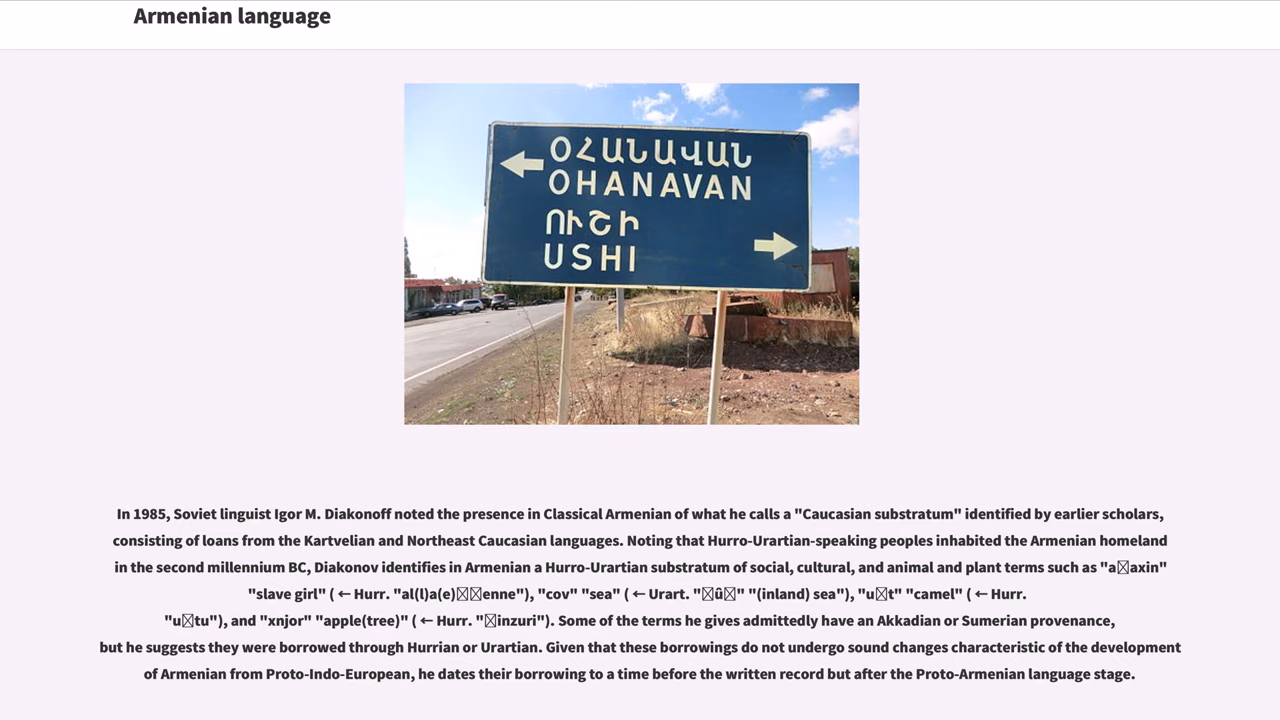 Armenian language
ՕՀԱՆԱՎԱՆ
OHANAVAN
ՈՒՇԻ
USHI
In 1985, Soviet linguist Igor M. Diakonoff noted the presence in Classical Armenian of what he calls a "Caucasian substratum" identified by earlier scholars,
consisting of loans from the Kartvelian and Northeast Caucasian languages. Noting that Hurro-Urartian-speaking peoples inhabited the Armenian homeland
in the second millennium BC, Diakonov identifies in Armenian a Hurro-Urartian substratum of social, cultural, and animal and plant terms such as "a□axin"
"slave girl" ( ← Hurr. "al(l)a(e)□□enne"), "cov" "sea" ( ← Urart. "□û□" "(inland) sea"), "u□t" "camel" ( ← Hurr.
"u□tu"), and "xnjor" "apple(tree)" ( ← Hurr. "□inzuri"). Some of the terms he gives admittedly have an Akkadian or Sumerian provenance,
but he suggests they were borrowed through Hurrian or Urartian. Given that these borrowings do not undergo sound changes characteristic of the development
of Armenian from Proto-Indo-European, he dates their borrowing to a time before the written record but after the Proto-Armenian language stage.